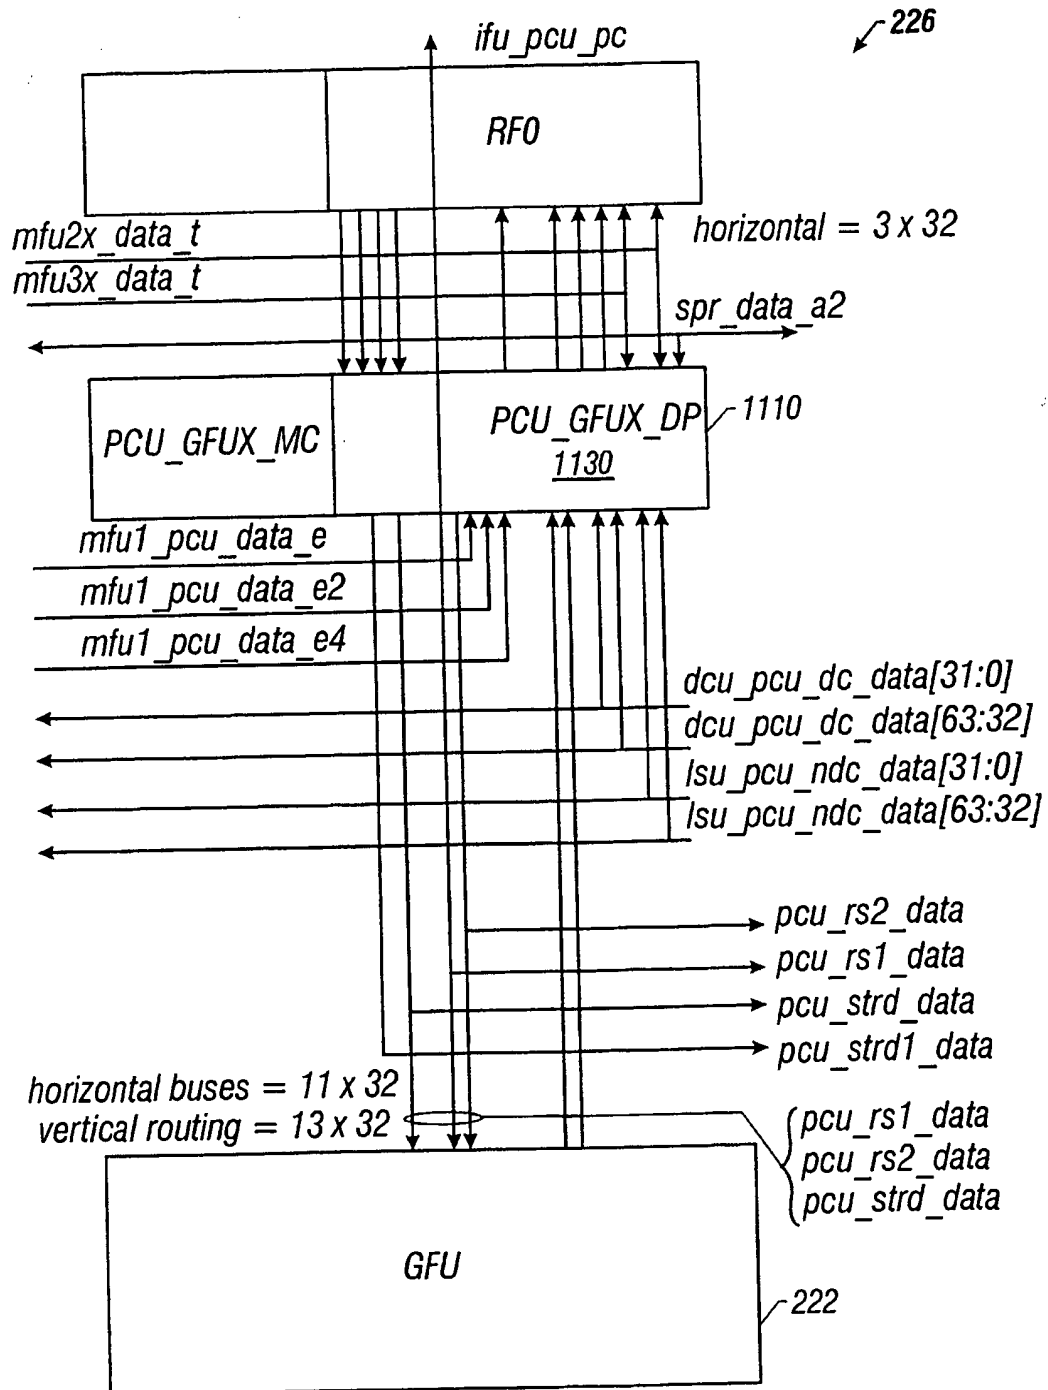 ifu_pcu_pc
226
RF0
mfu2x_data_t
horizontal = 3 x 32
mfu3x_data_t
spr_data_a2
PCU_GFUX_MC
PCU_GFUX_DP
1110
1130
mfu1_pcu_data_e
mfu1_pcu_data_e2
mfu1_pcu_data_e4
dcu_pcu_dc_data[31:0]
dcu_pcu_dc_data[63:32]
lsu_pcu_ndc_data[31:0]
lsu_pcu_ndc_data[63:32]
pcu_rs2_data
pcu_rs1_data
pcu_strd_data
pcu_strd1_data
horizontal buses = 11 x 32
vertical routing = 13 x 32
pcu_rs1_data
pcu_rs2_data
pcu_strd_data
GFU
222